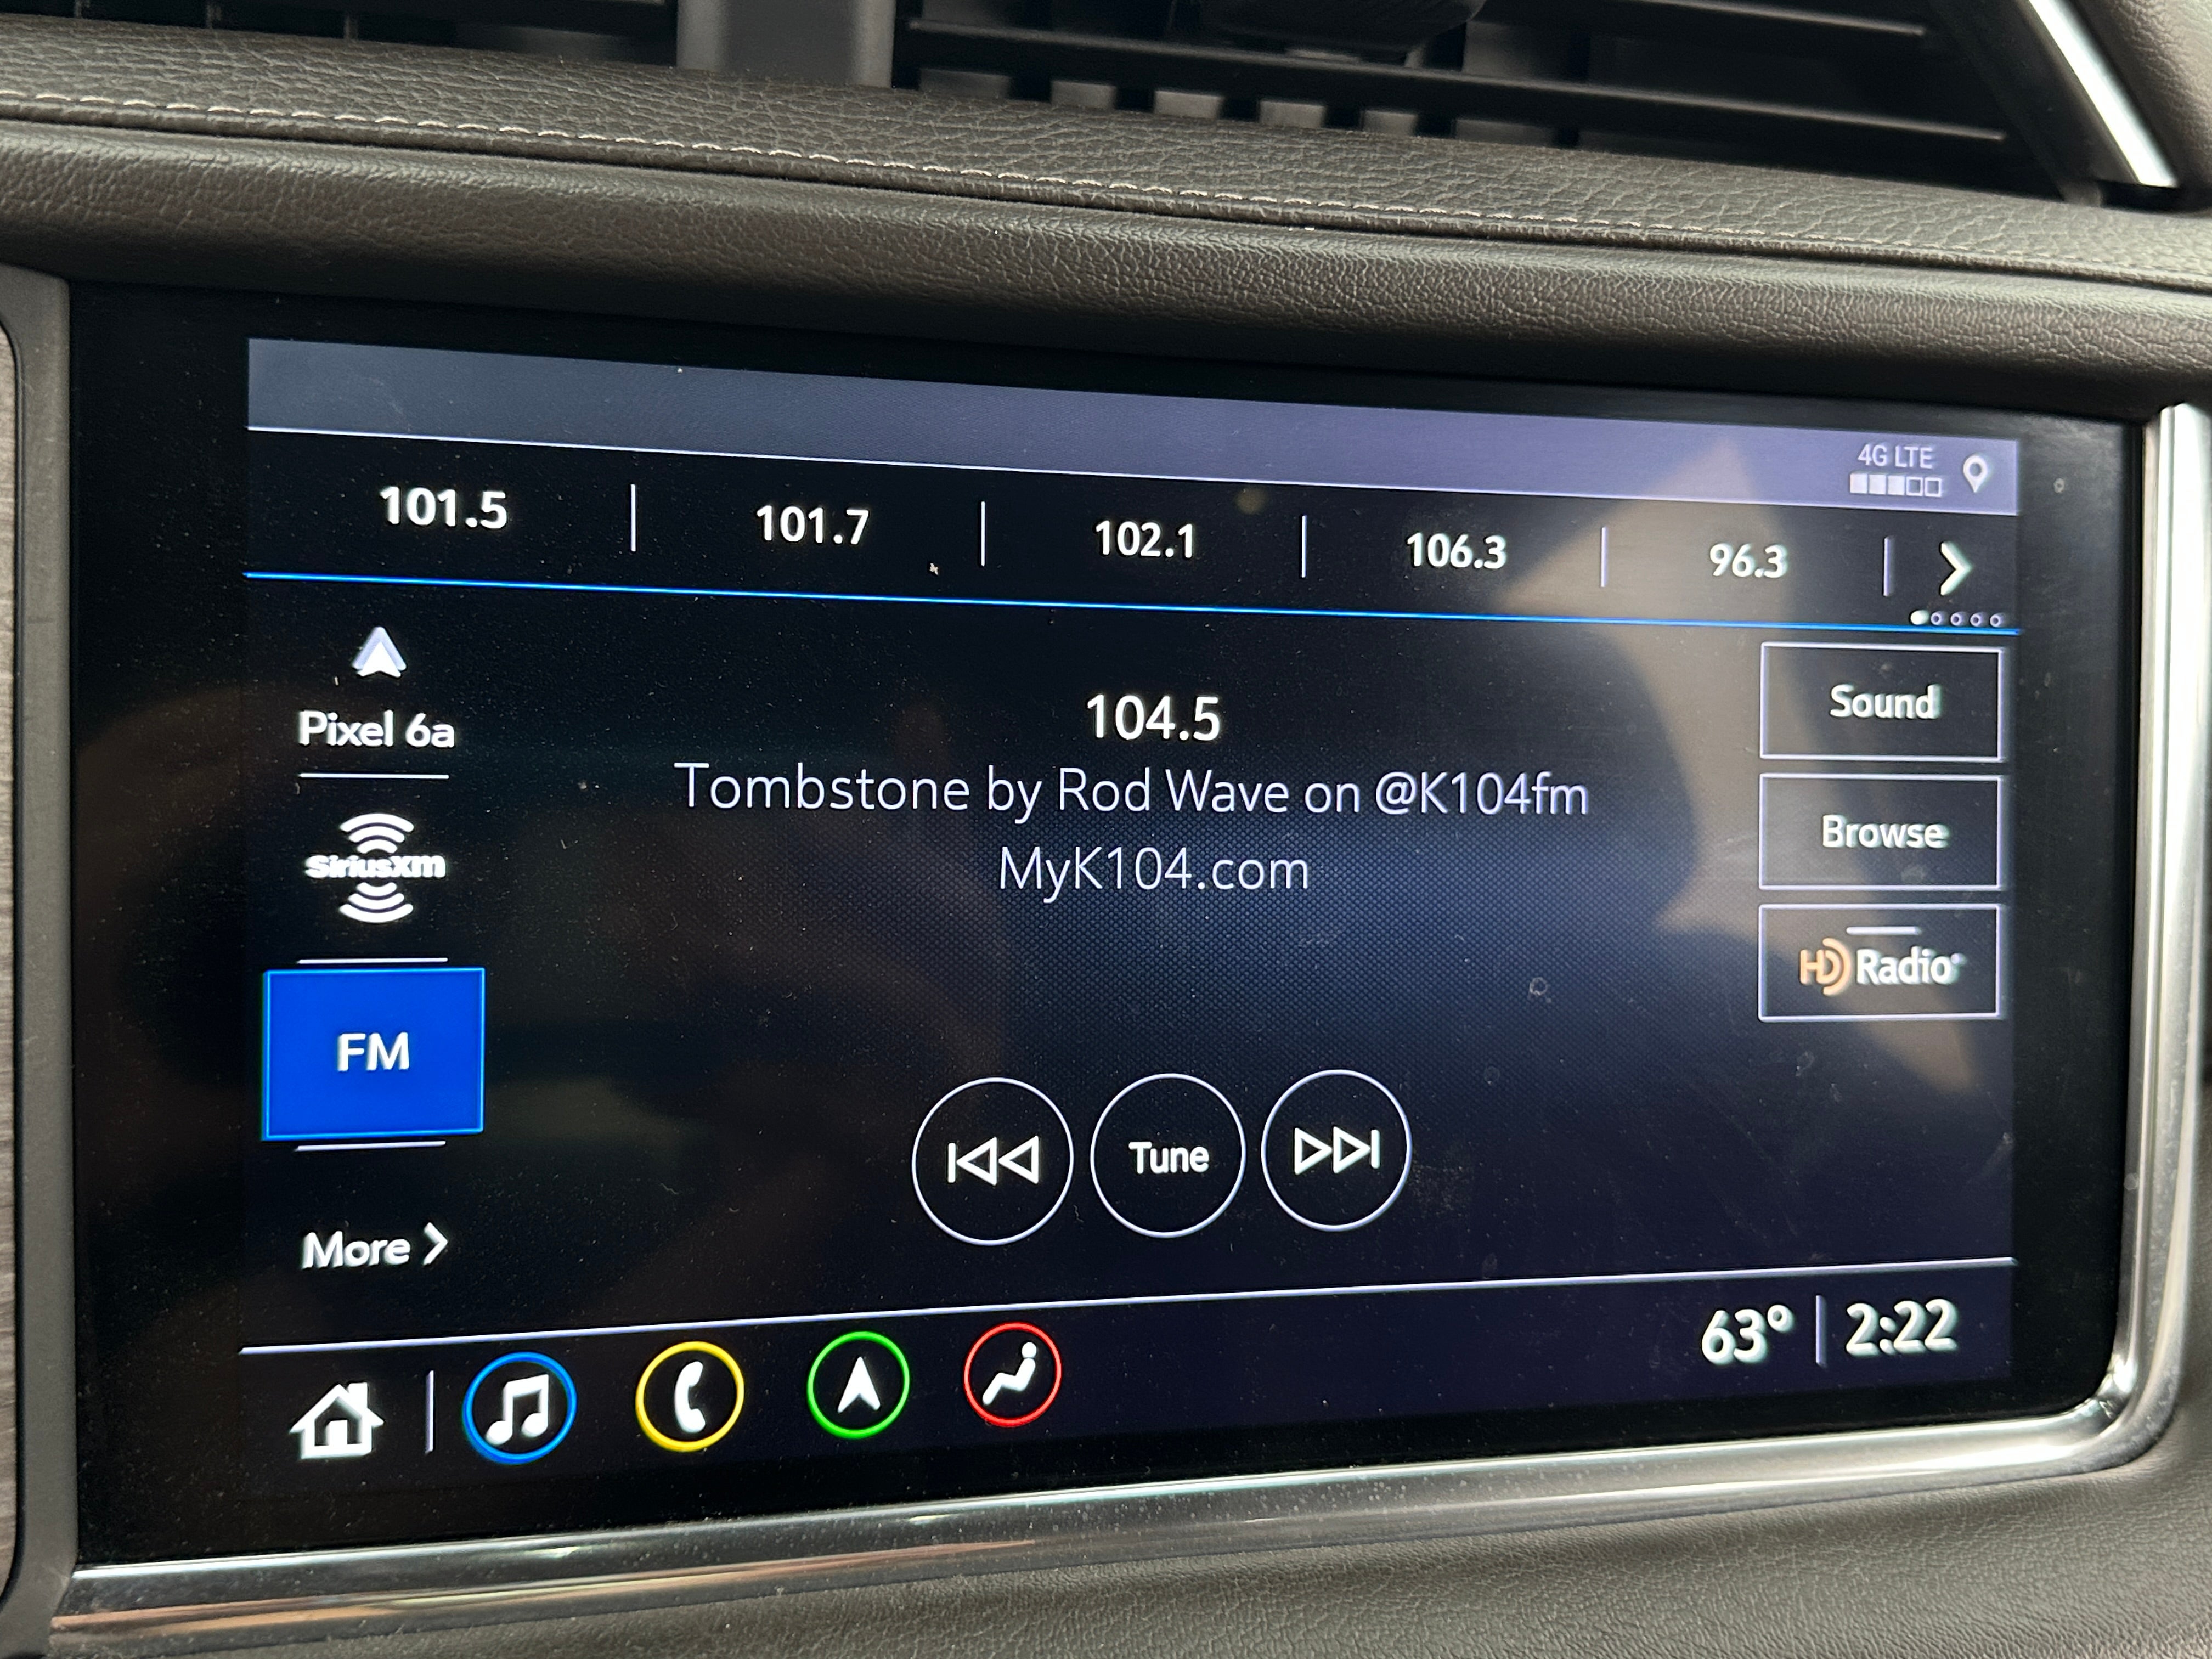 4G LTE
101.5 101.7 102.1 106.3 96.3
Pixel 6a
SiriusXM
FM
More
104.5
Tombstone by Rod Wave on @K104fm
MyK104.com
Tune
Sound
Browse
HD Radio
63° 2:22